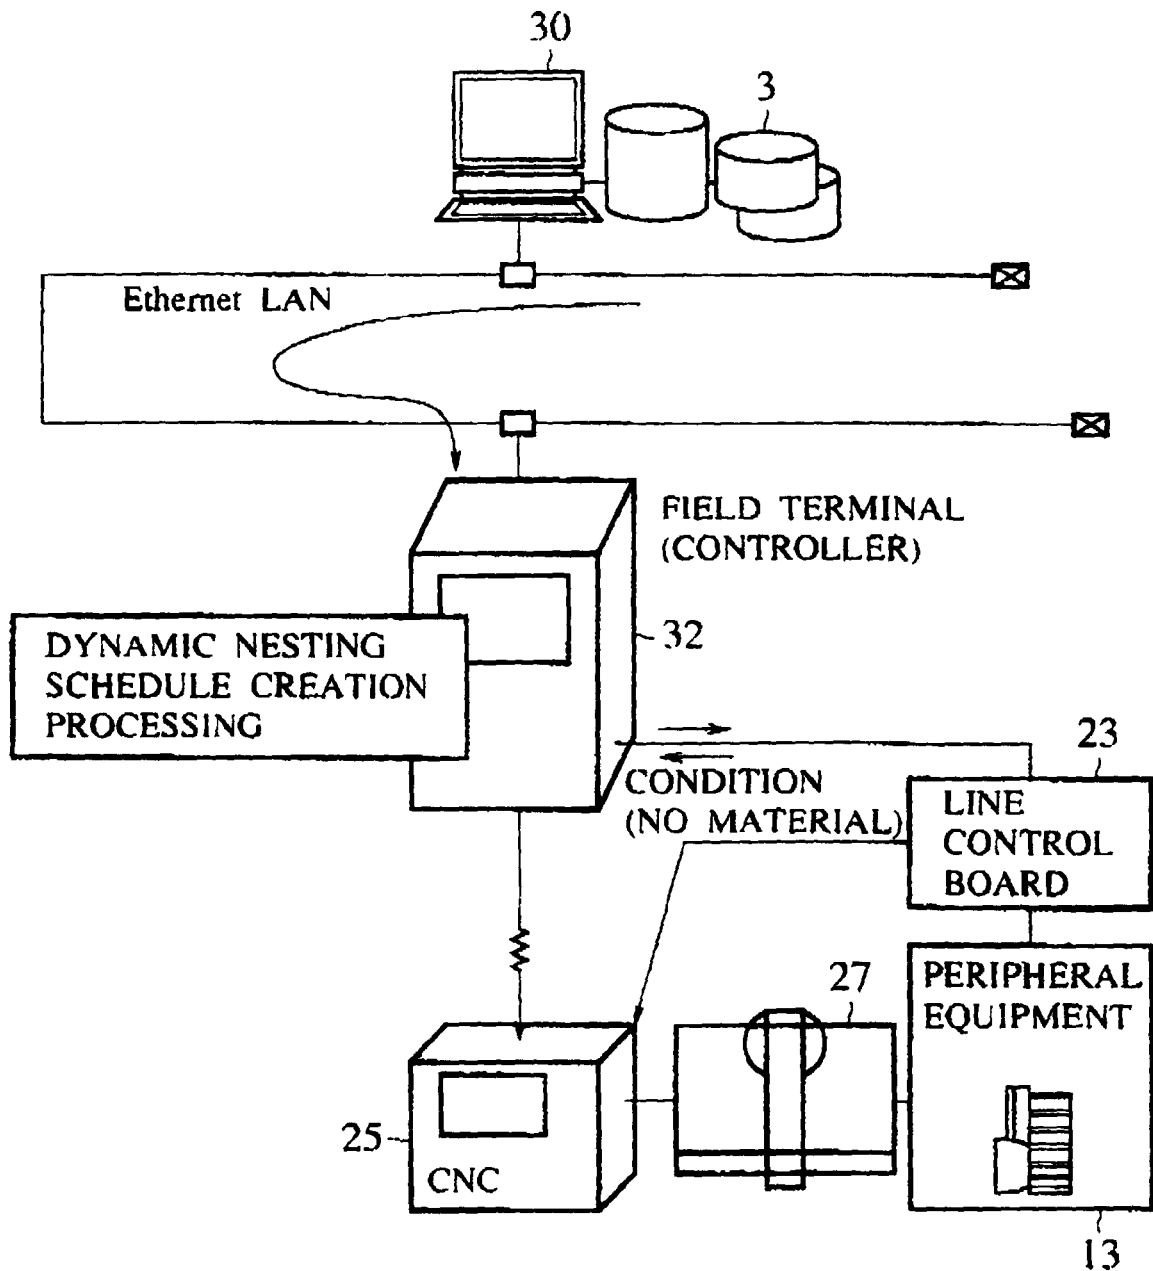 30
3
Ethernet LAN
FIELD TERMINAL
(CONTROLLER)
32
DYNAMIC NESTING
SCHEDULE CREATION
PROCESSING
23
CONDITION
(NO MATERIAL)
LINE
CONTROL
BOARD
27
PERIPHERAL
EQUIPMENT
25
CNC
13